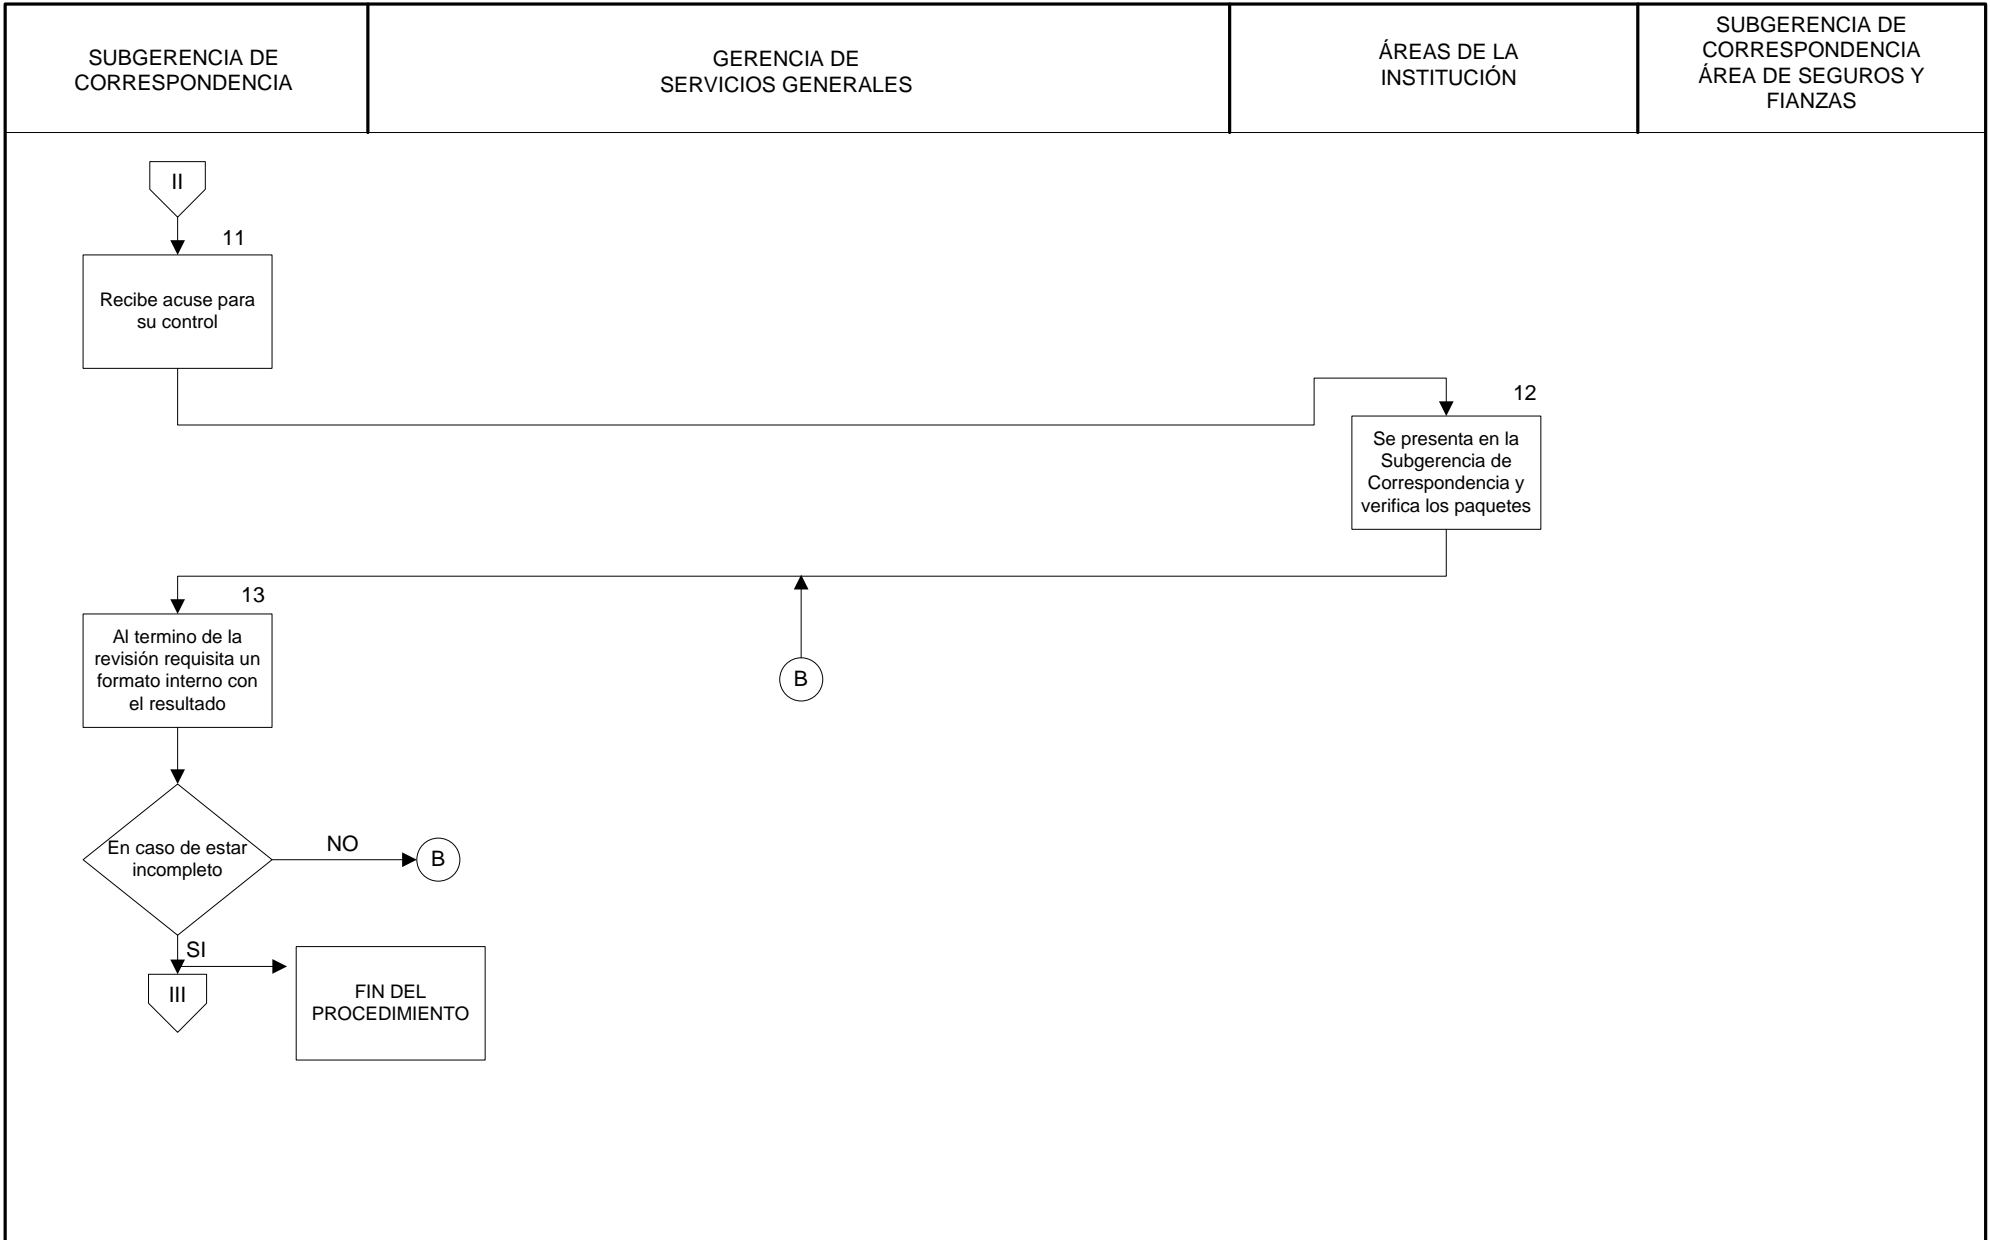 SUBGERENCIA DE
CORRESPONDENCIA
GERENCIA DE
SERVICIOS GENERALES
ÁREAS DE LA
INSTITUCIÓN
SUBGERENCIA DE
CORRESPONDENCIA
ÁREA DE SEGUROS Y
FIANZAS
II
11
Recibe acuse para
su control
12
Se presenta en la
Subgerencia de
Correspondencia y
verifica los paquetes
13
Al termino de la
revisión requisita un
formato interno con
el resultado
B
En caso de estar
incompleto
NO
B
SI
III
FIN DEL
PROCEDIMIENTO